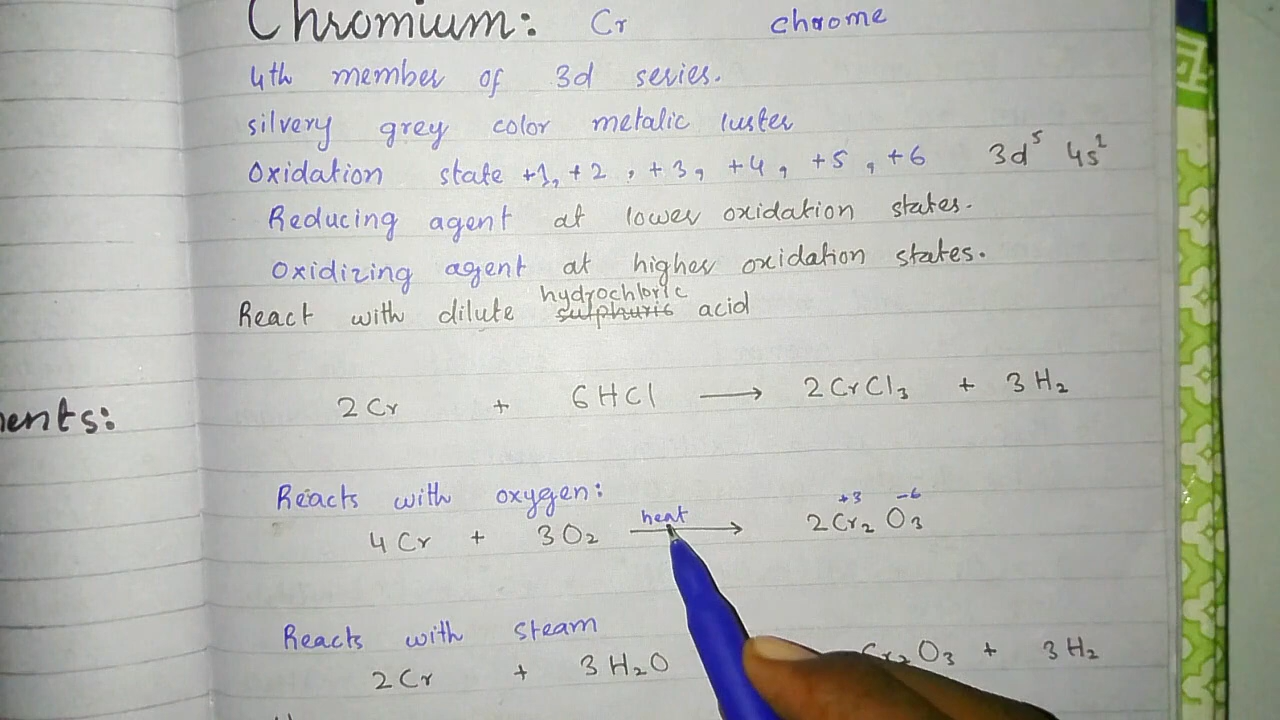 Chromium: Cr chrome
4th member of 3d series.
silvery grey color metalic luster
Oxidation state +1, +2, +3, +4, +5, +6 3d⁵ 4s²
Reducing agent at lower oxidation states.
Oxidizing agent at higher oxidation states.
hydrochloric
React with dilute sulphuric acid
2Cr + 6HCl ⟶ 2CrCl₃ + 3H₂
ents:
Reacts with oxygen:
heat +3 -6
4Cr + 3O₂ ⟶ 2Cr₂O₃
Reacts with steam
2Cr + 3H₂O Cr₂O₃ + 3H₂